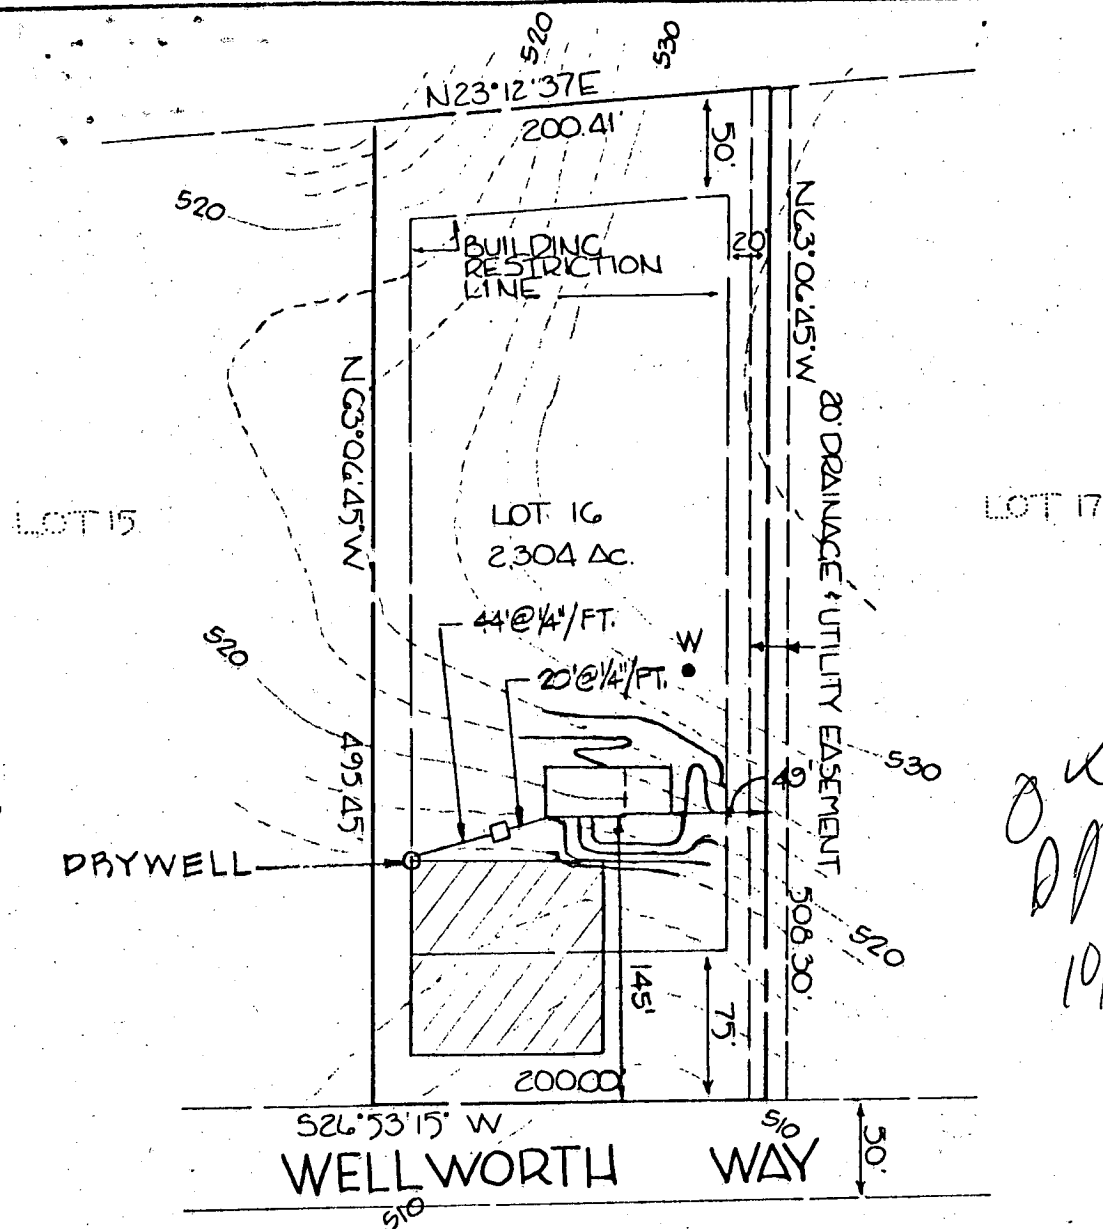 520
530
N23°12'37E
200.41'
50'
520
BUILDING
RESTRICTION
LINE
20'
N63°06'45"W
N63°06'45"W
20' DRAINAGE & UTILITY EASEMENT
LOT 15
LOT 16
2.304 AC.
LOT 17
44'@1/4"/FT.
W
20'@1/4"/FT.
520
495.45
49'
530
DRYWELL
508.30'
520
145'
75'
200.00'
S26°53'15" W
510
WELLWORTH WAY
50'
510